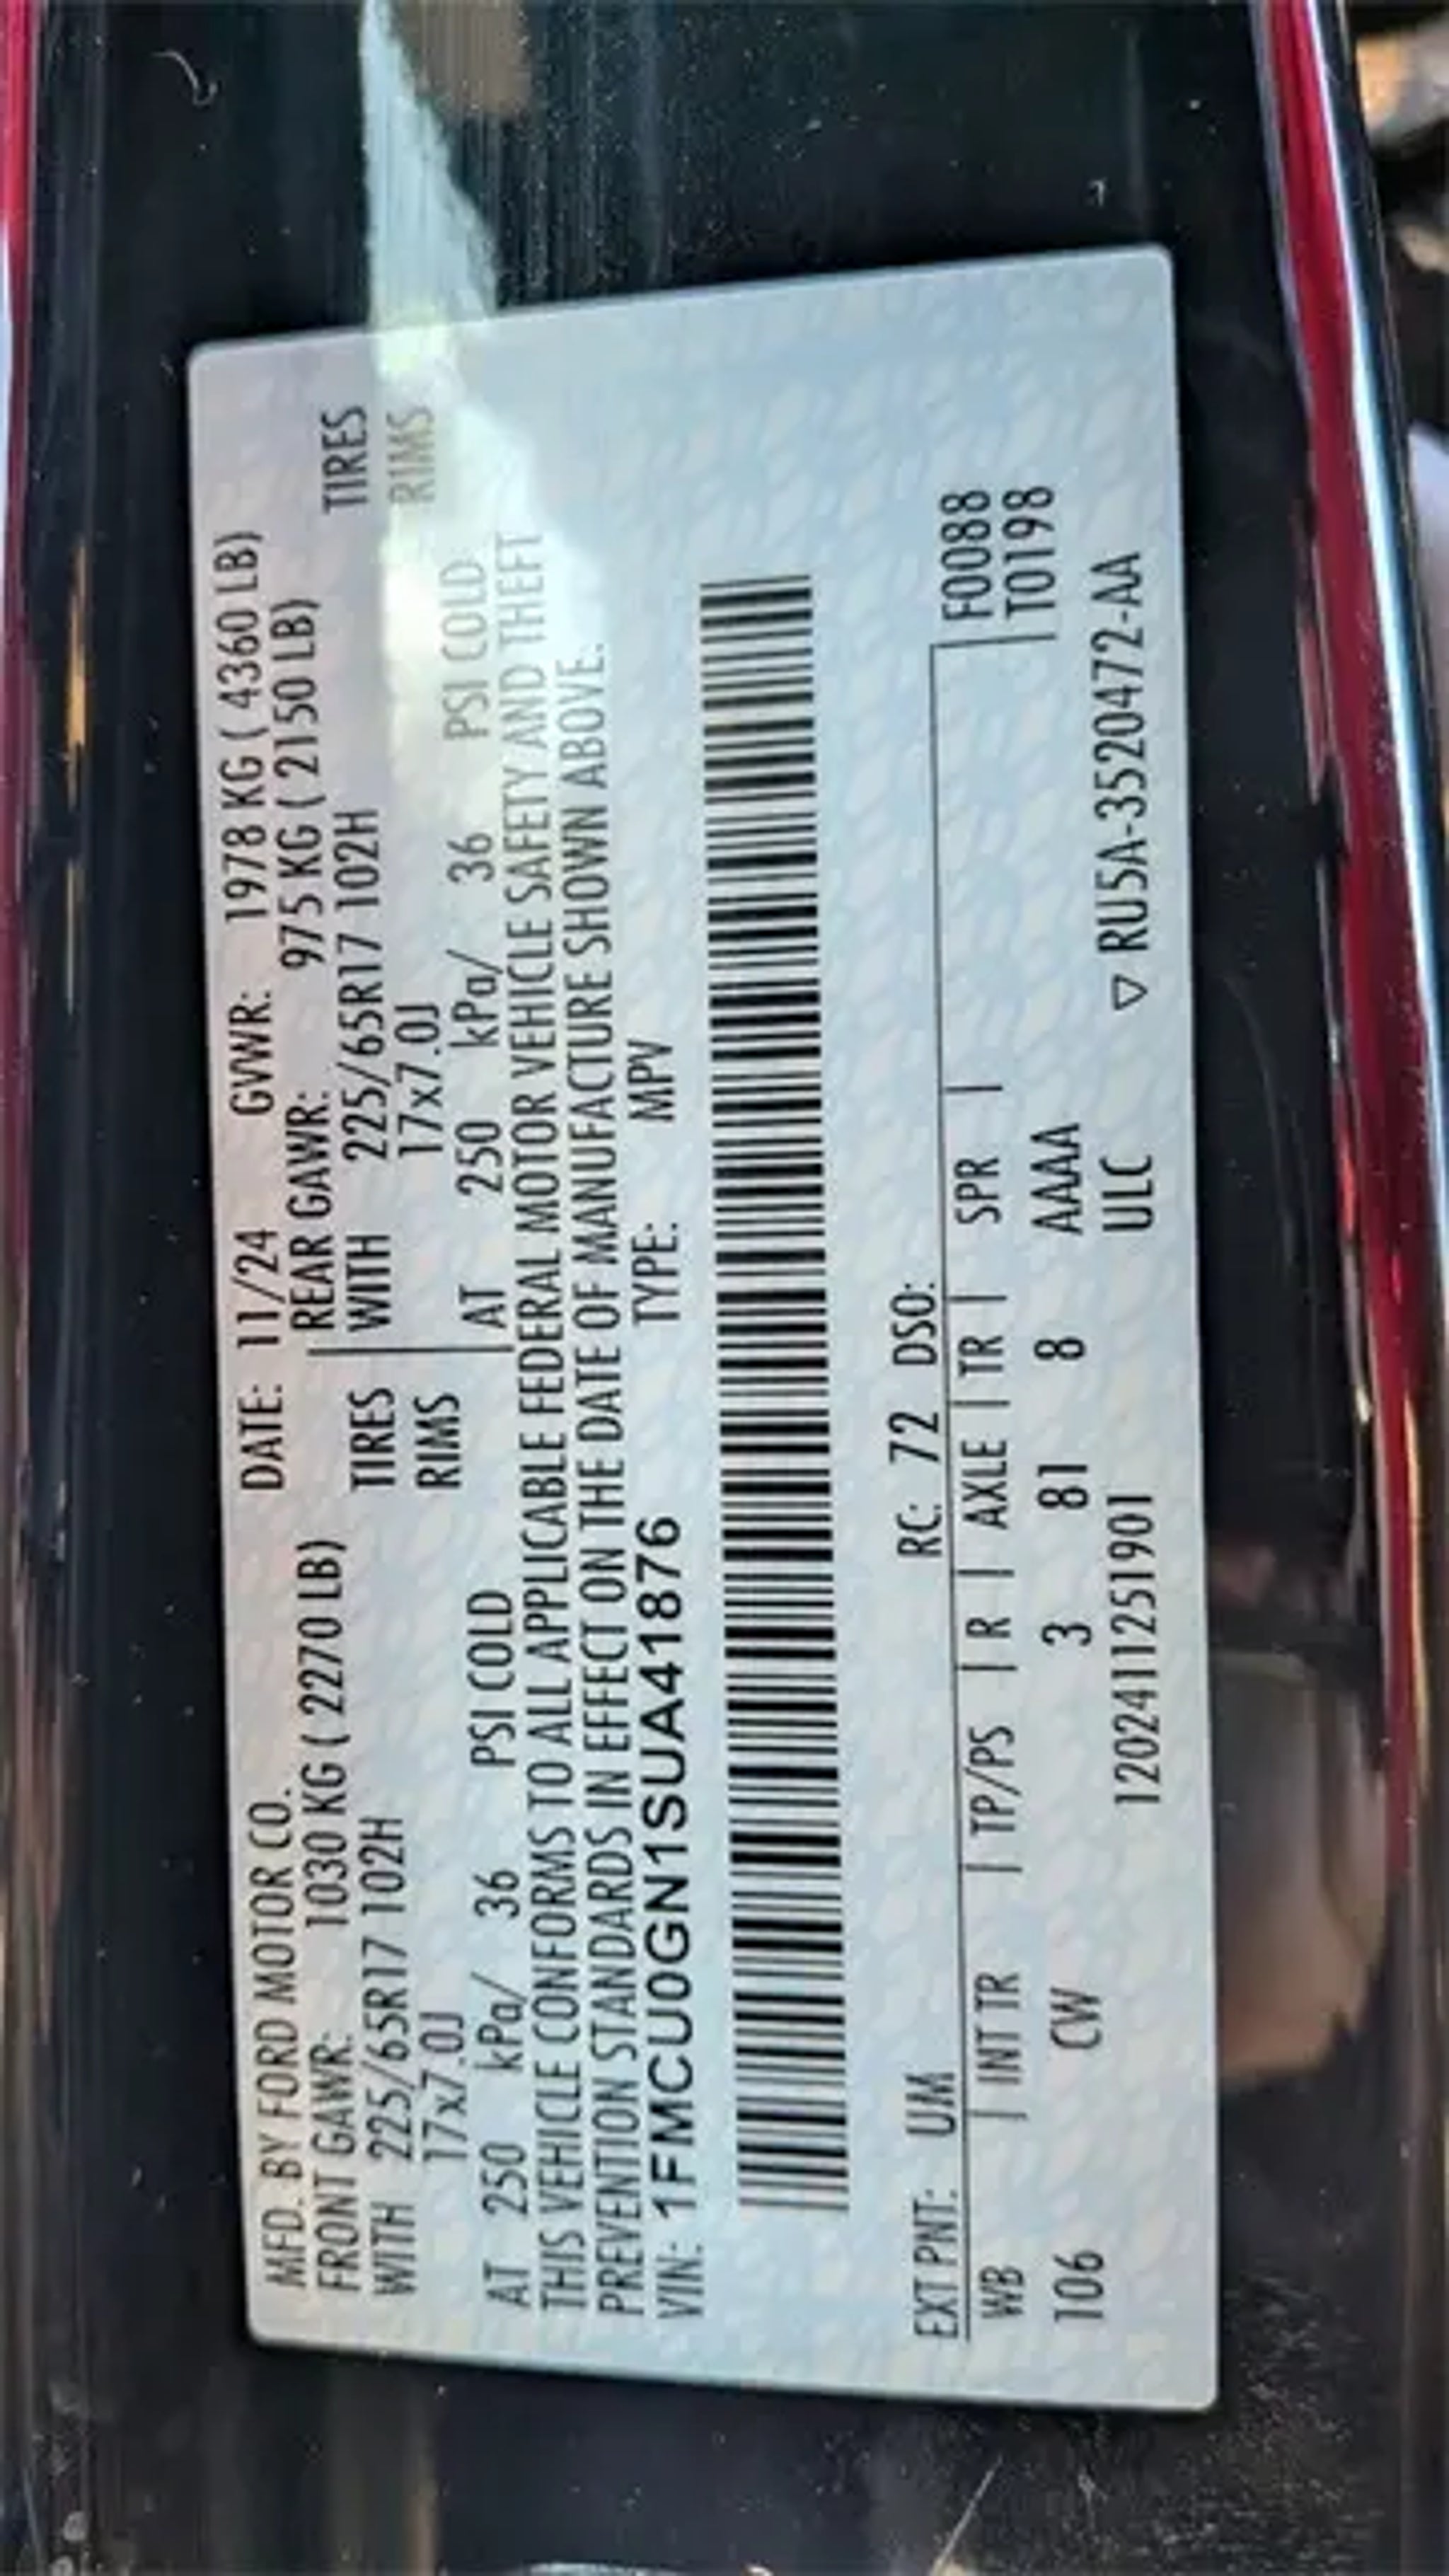 MFD. BY FORD MOTOR CO. DATE: 11/24 GVWR: 1978 KG ( 4360 LB)
FRONT GAWR: 1030 KG ( 2270 LB) REAR GAWR: 975 KG ( 2150 LB)
WITH 225/65R17 102H TIRES WITH 225/65R17 102H TIRES
17x7.0J RIMS 17x7.0J RIMS
AT 250 kPa/ 36 PSI COLD AT 250 kPa/ 36 PSI COLD
THIS VEHICLE CONFORMS TO ALL APPLICABLE FEDERAL MOTOR VEHICLE SAFETY AND THEFT
PREVENTION STANDARDS IN EFFECT ON THE DATE OF MANUFACTURE SHOWN ABOVE.
VIN: 1FMCU0GN1SUA41876 TYPE: MPV
EXT PNT: UM RC: 72 DSO:
WB | INT TR | TP/PS | R | AXLE | TR | SPR | F0088
106 CW 3 81 8 AAAA T0198
1202411251901 ULC ▽ RU5A-3520472-AA